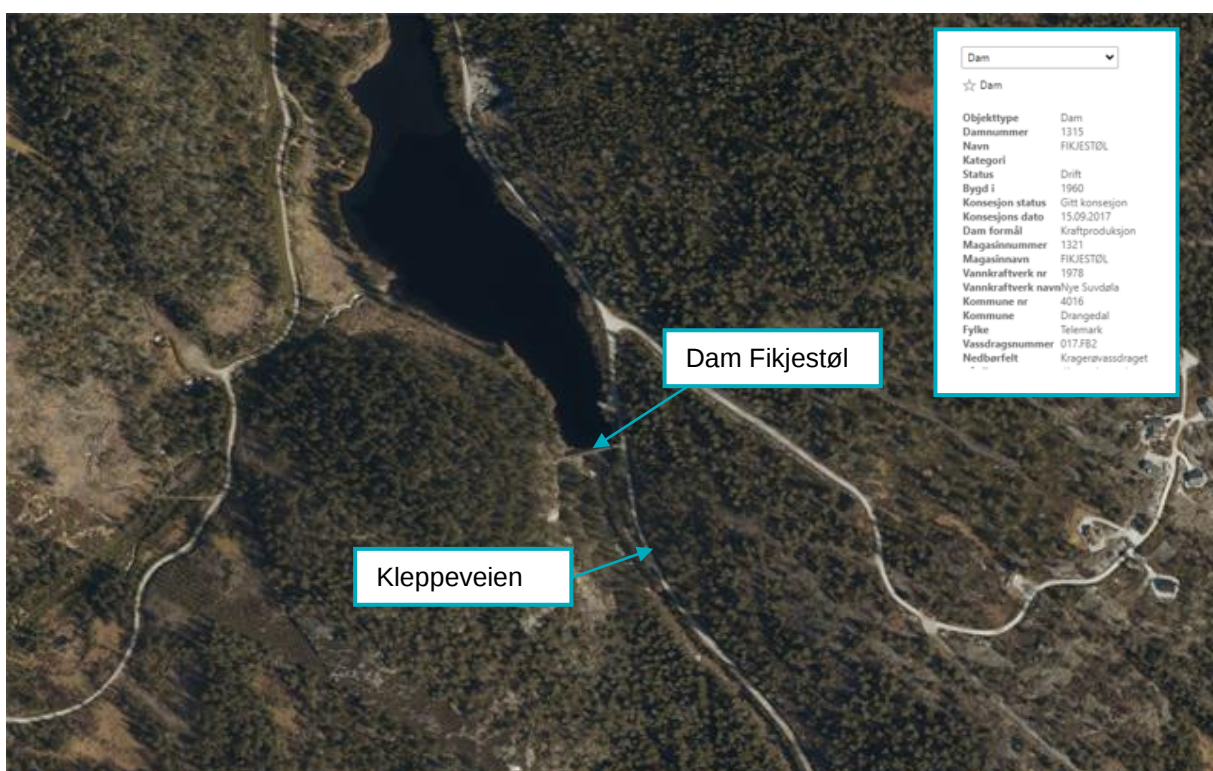 Dam
☆ Dam
Objekttype Dam
Damnummer 1315
Navn FIKJESTØL
Kategori
Status Drift
Bygd i 1960
Konsesjon status Gitt konsesjon
Konsesjons dato 15.09.2017
Dam formål Kraftproduksjon
Magasinnummer 1321
Magasinnavn FIKJESTØL
Vannkraftverk nr 1978
Vannkraftverk navn Nye Suvdøla
Kommune nr 4016
Kommune Drangedal
Fylke Telemark
Vassdragsnummer 017.FB2
Nedbørfelt Kragerøvassdraget
Dam Fikjestøl
Kleppeveien